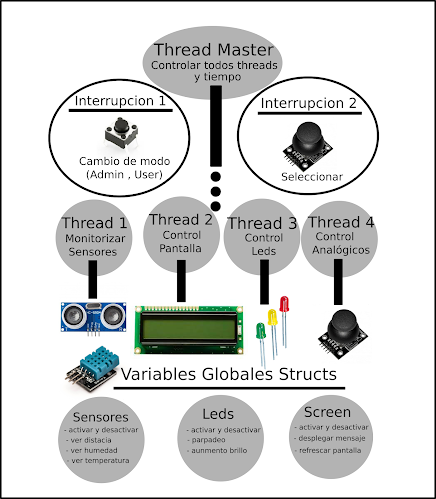 Thread Master
Controlar todos threads
y tiempo
Interrupcion 1
Cambio de modo
(Admin , User)
Interrupcion 2
Seleccionar
Thread 1
Monitorizar
Sensores
Thread 2
Control
Pantalla
Thread 3
Control
Leds
Thread 4
Control
Analógicos
Variables Globales Structs
Sensores
- activar y desactivar
- ver distacia
- ver humedad
- ver temperatura
Leds
- activar y desactivar
- parpadeo
- aunmento brillo
Screen
- activar y desactivar
- desplegar mensaje
- refrescar pantalla